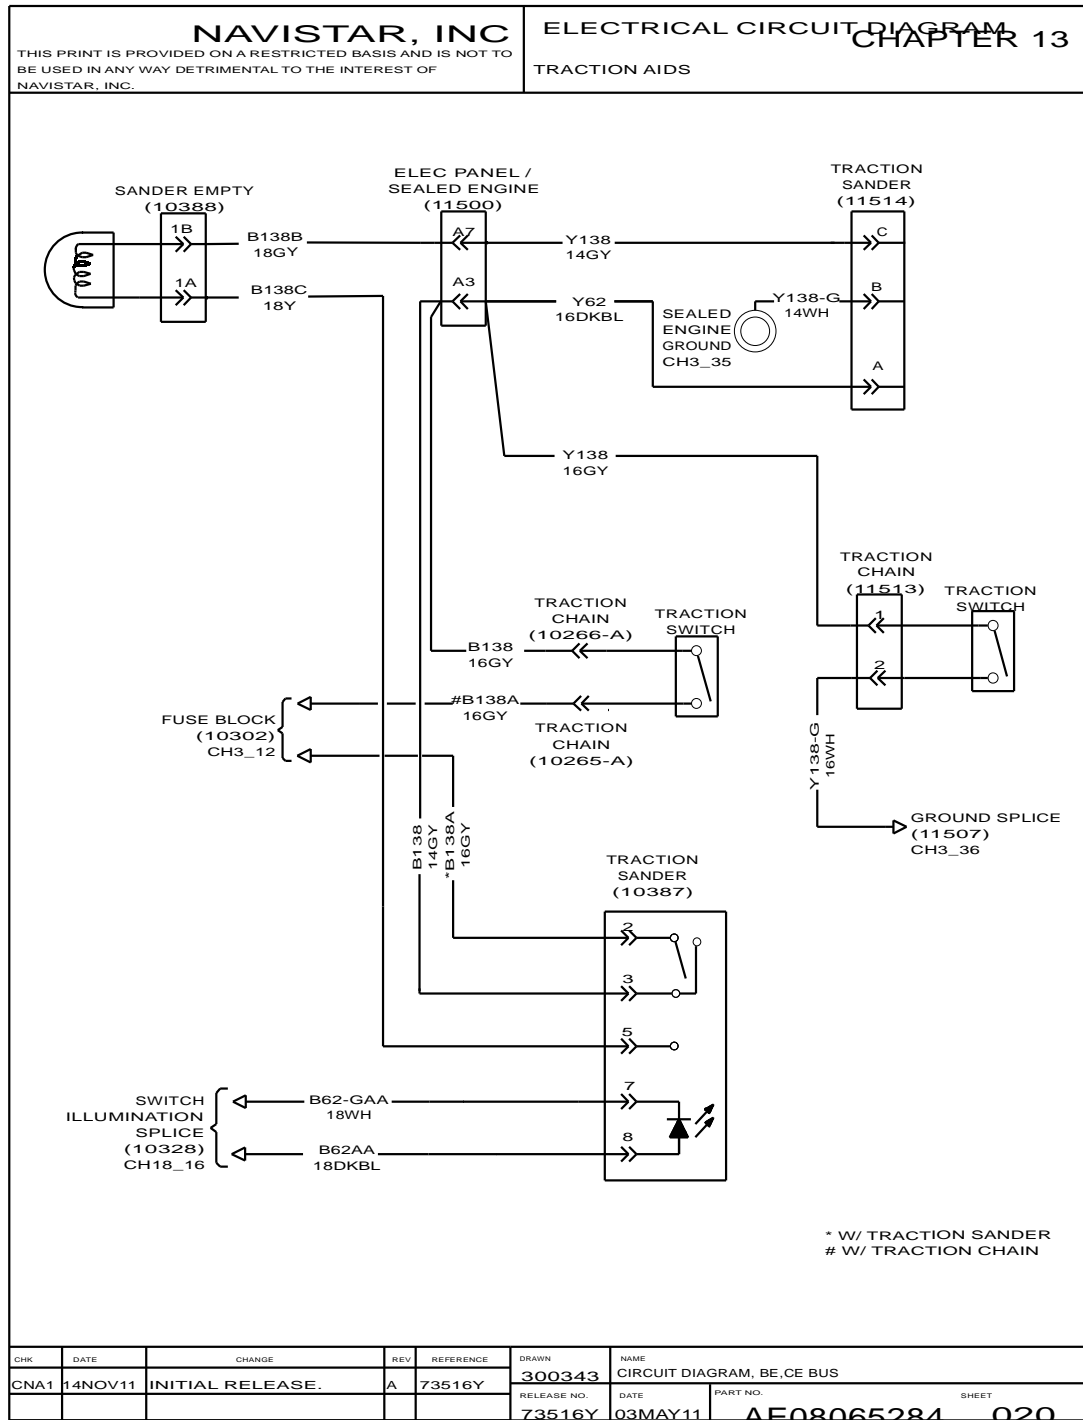 NAVISTAR, INC
THIS PRINT IS PROVIDED ON A RESTRICTED BASIS AND IS NOT TO
BE USED IN ANY WAY DETRIMENTAL TO THE INTEREST OF
NAVISTAR, INC.
ELECTRICAL CIRCUIT DIAGRAM
CHAPTER 13
TRACTION AIDS
SANDER EMPTY
(10388)
1B
1A
B138B
18GY
B138C
18Y
ELEC PANEL /
SEALED ENGINE
(11500)
A7
A3
Y138
14GY
Y62
16DKBL
TRACTION
SANDER
(11514)
C
B
A
Y138-G
14WH
SEALED
ENGINE
GROUND
CH3_35
Y138
16GY
TRACTION
CHAIN
(11513)
1
2
TRACTION
SWITCH
TRACTION
CHAIN
(10266-A)
TRACTION
SWITCH
B138
16GY
#B138A
16GY
TRACTION
CHAIN
(10265-A)
FUSE BLOCK
(10302)
CH3_12
Y138-G
16WH
GROUND SPLICE
(11507)
CH3_36
B138
14GY
*B138A
16GY
TRACTION
SANDER
(10387)
2
3
5
7
8
SWITCH
ILLUMINATION
SPLICE
(10328)
CH18_16
B62-GAA
18WH
B62AA
18DKBL
* W/ TRACTION SANDER
# W/ TRACTION CHAIN
CHK DATE CHANGE REV REFERENCE
CNA1 14NOV11 INITIAL RELEASE. A 73516Y
DRAWN
300343
NAME
CIRCUIT DIAGRAM, BE,CE BUS
RELEASE NO.
73516Y
DATE
03MAY11
PART NO.
AE08065284
SHEET
020